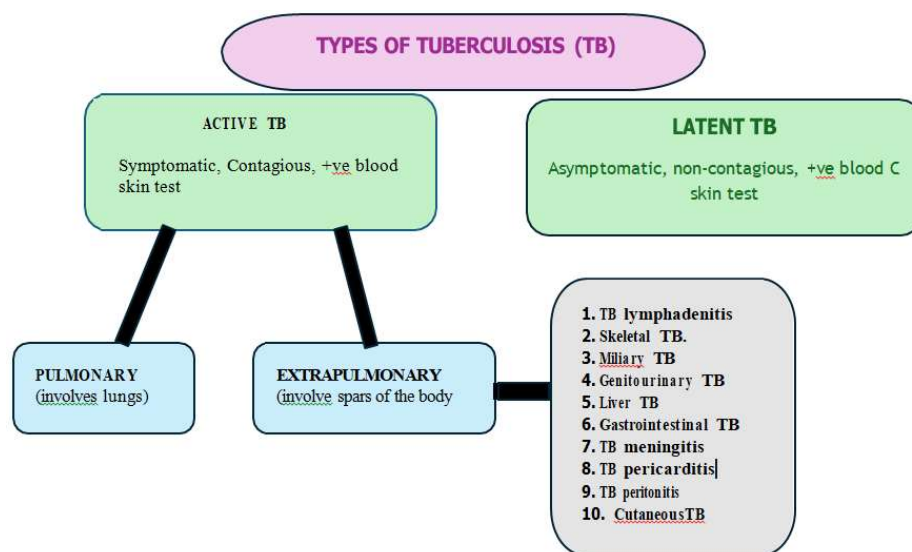 TYPES OF TUBERCULOSIS (TB)
ACTIVE TB
Symptomatic, Contagious, +ve blood
skin test
LATENT TB
Asymptomatic, non-contagious, +ve blood C
skin test
PULMONARY
(involves lungs)
EXTRAPULMONARY
(involve spars of the body
1. TB lymphadenitis
2. Skeletal TB.
3. Miliary TB
4. Genitourinary TB
5. Liver TB
6. Gastrointestinal TB
7. TB meningitis
8. TB pericarditis
9. TB peritonitis
10. CutaneousTB